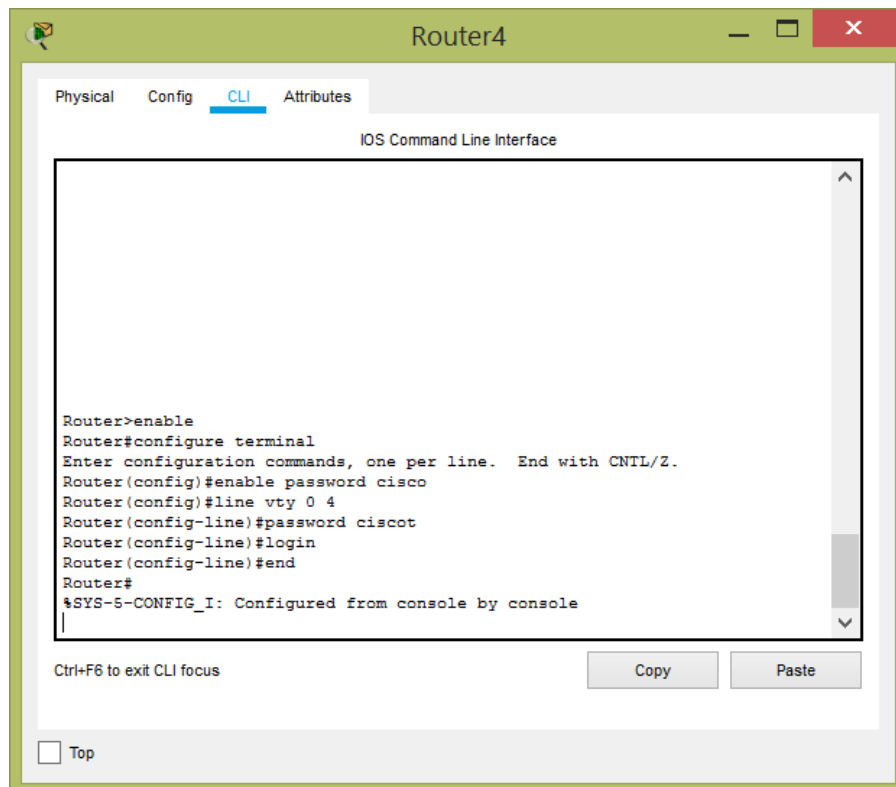 Router4
Physical Config CLI Attributes
IOS Command Line Interface
Router>enable
Router#configure terminal
Enter configuration commands, one per line.  End with CNTL/Z.
Router(config)#enable password cisco
Router(config)#line vty 0 4
Router(config-line)#password ciscot
Router(config-line)#login
Router(config-line)#end
Router#
%SYS-5-CONFIG_I: Configured from console by console
Ctrl+F6 to exit CLI focus
Copy Paste
Top